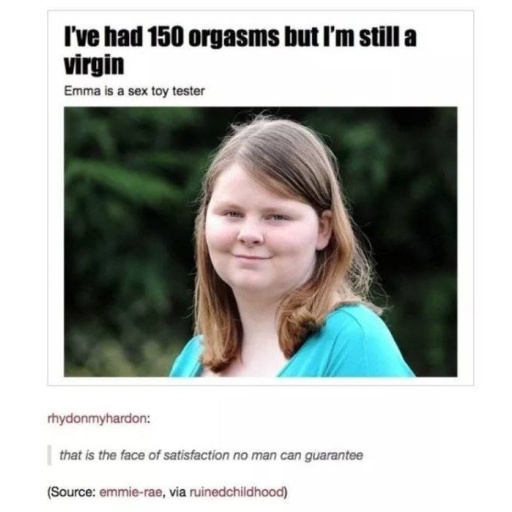 I've had 150 orgasms but I'm still a
virgin
Emma is a sex toy tester
rhydonmyhardon:
that is the face of satisfaction no man can guarantee
(Source: emmie-rae, via ruinedchildhood)